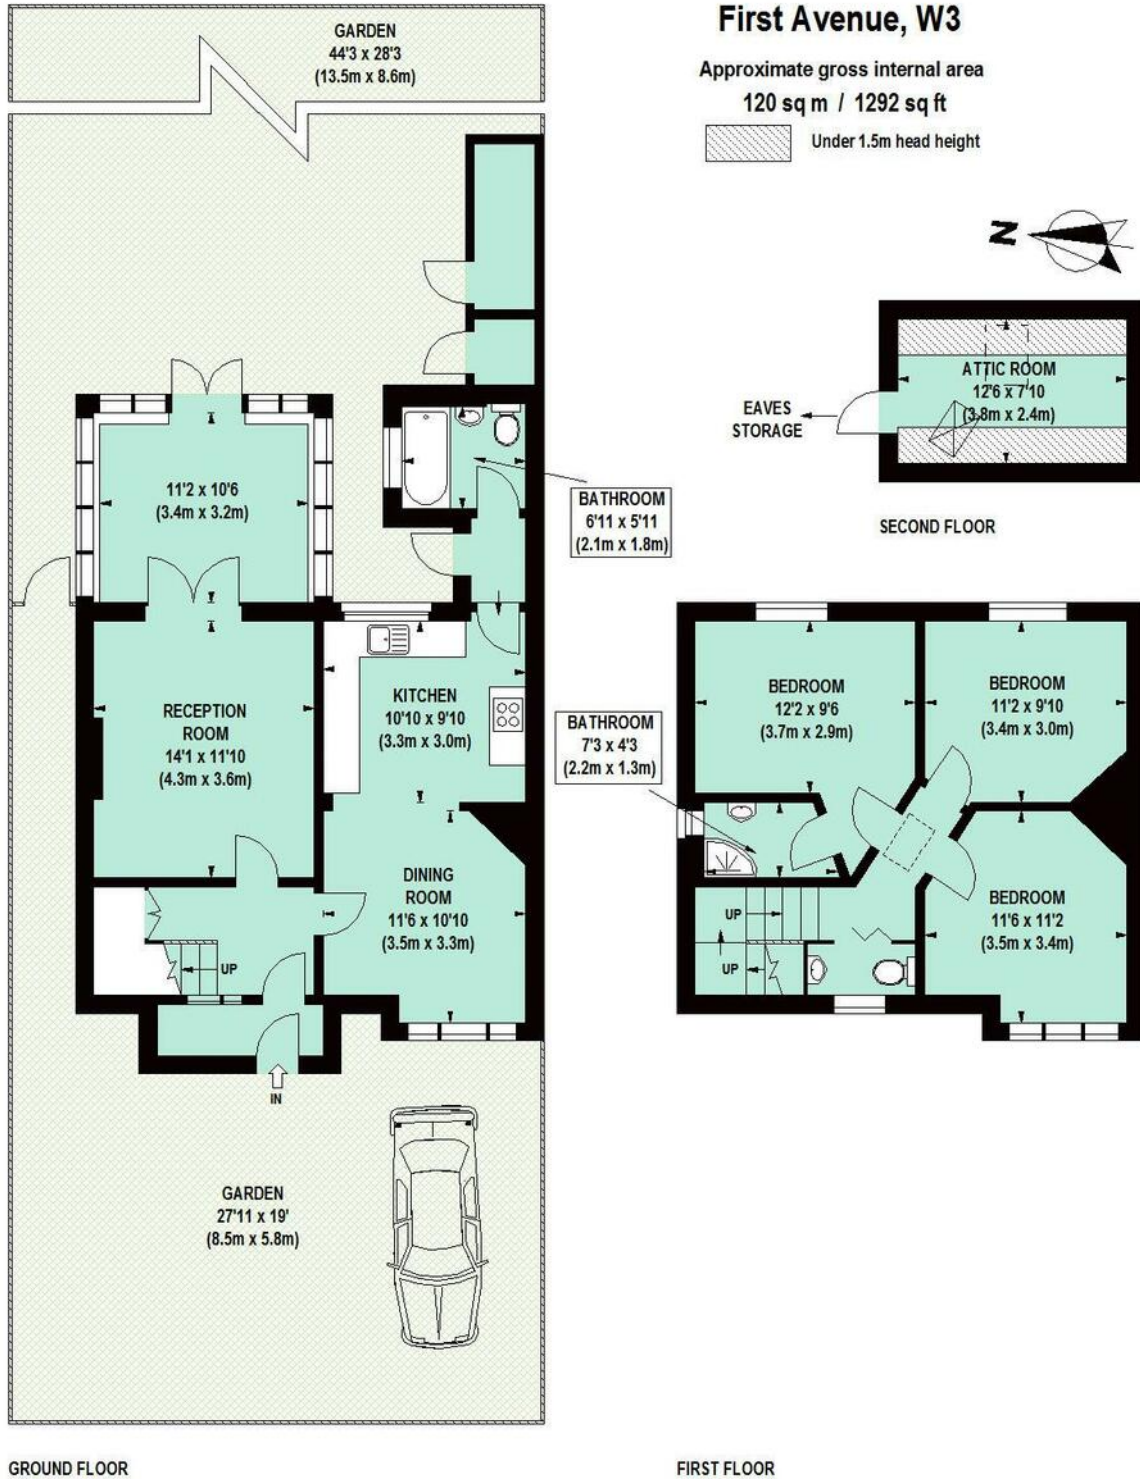 First Avenue, W3
Approximate gross internal area
120 sq m / 1292 sq ft
Under 1.5m head height
N
GARDEN
44'3 x 28'3
(13.5m x 8.6m)
11'2 x 10'6
(3.4m x 3.2m)
BATHROOM
6'11 x 5'11
(2.1m x 1.8m)
RECEPTION
ROOM
14'1 x 11'10
(4.3m x 3.6m)
KITCHEN
10'10 x 9'10
(3.3m x 3.0m)
DINING
ROOM
11'6 x 10'10
(3.5m x 3.3m)
UP
IN
GARDEN
27'11 x 19'
(8.5m x 5.8m)
GROUND FLOOR
EAVES
STORAGE
ATTIC ROOM
12'6 x 7'10
(3.8m x 2.4m)
SECOND FLOOR
BEDROOM
12'2 x 9'6
(3.7m x 2.9m)
BEDROOM
11'2 x 9'10
(3.4m x 3.0m)
BATHROOM
7'3 x 4'3
(2.2m x 1.3m)
BEDROOM
11'6 x 11'2
(3.5m x 3.4m)
UP
UP
FIRST FLOOR